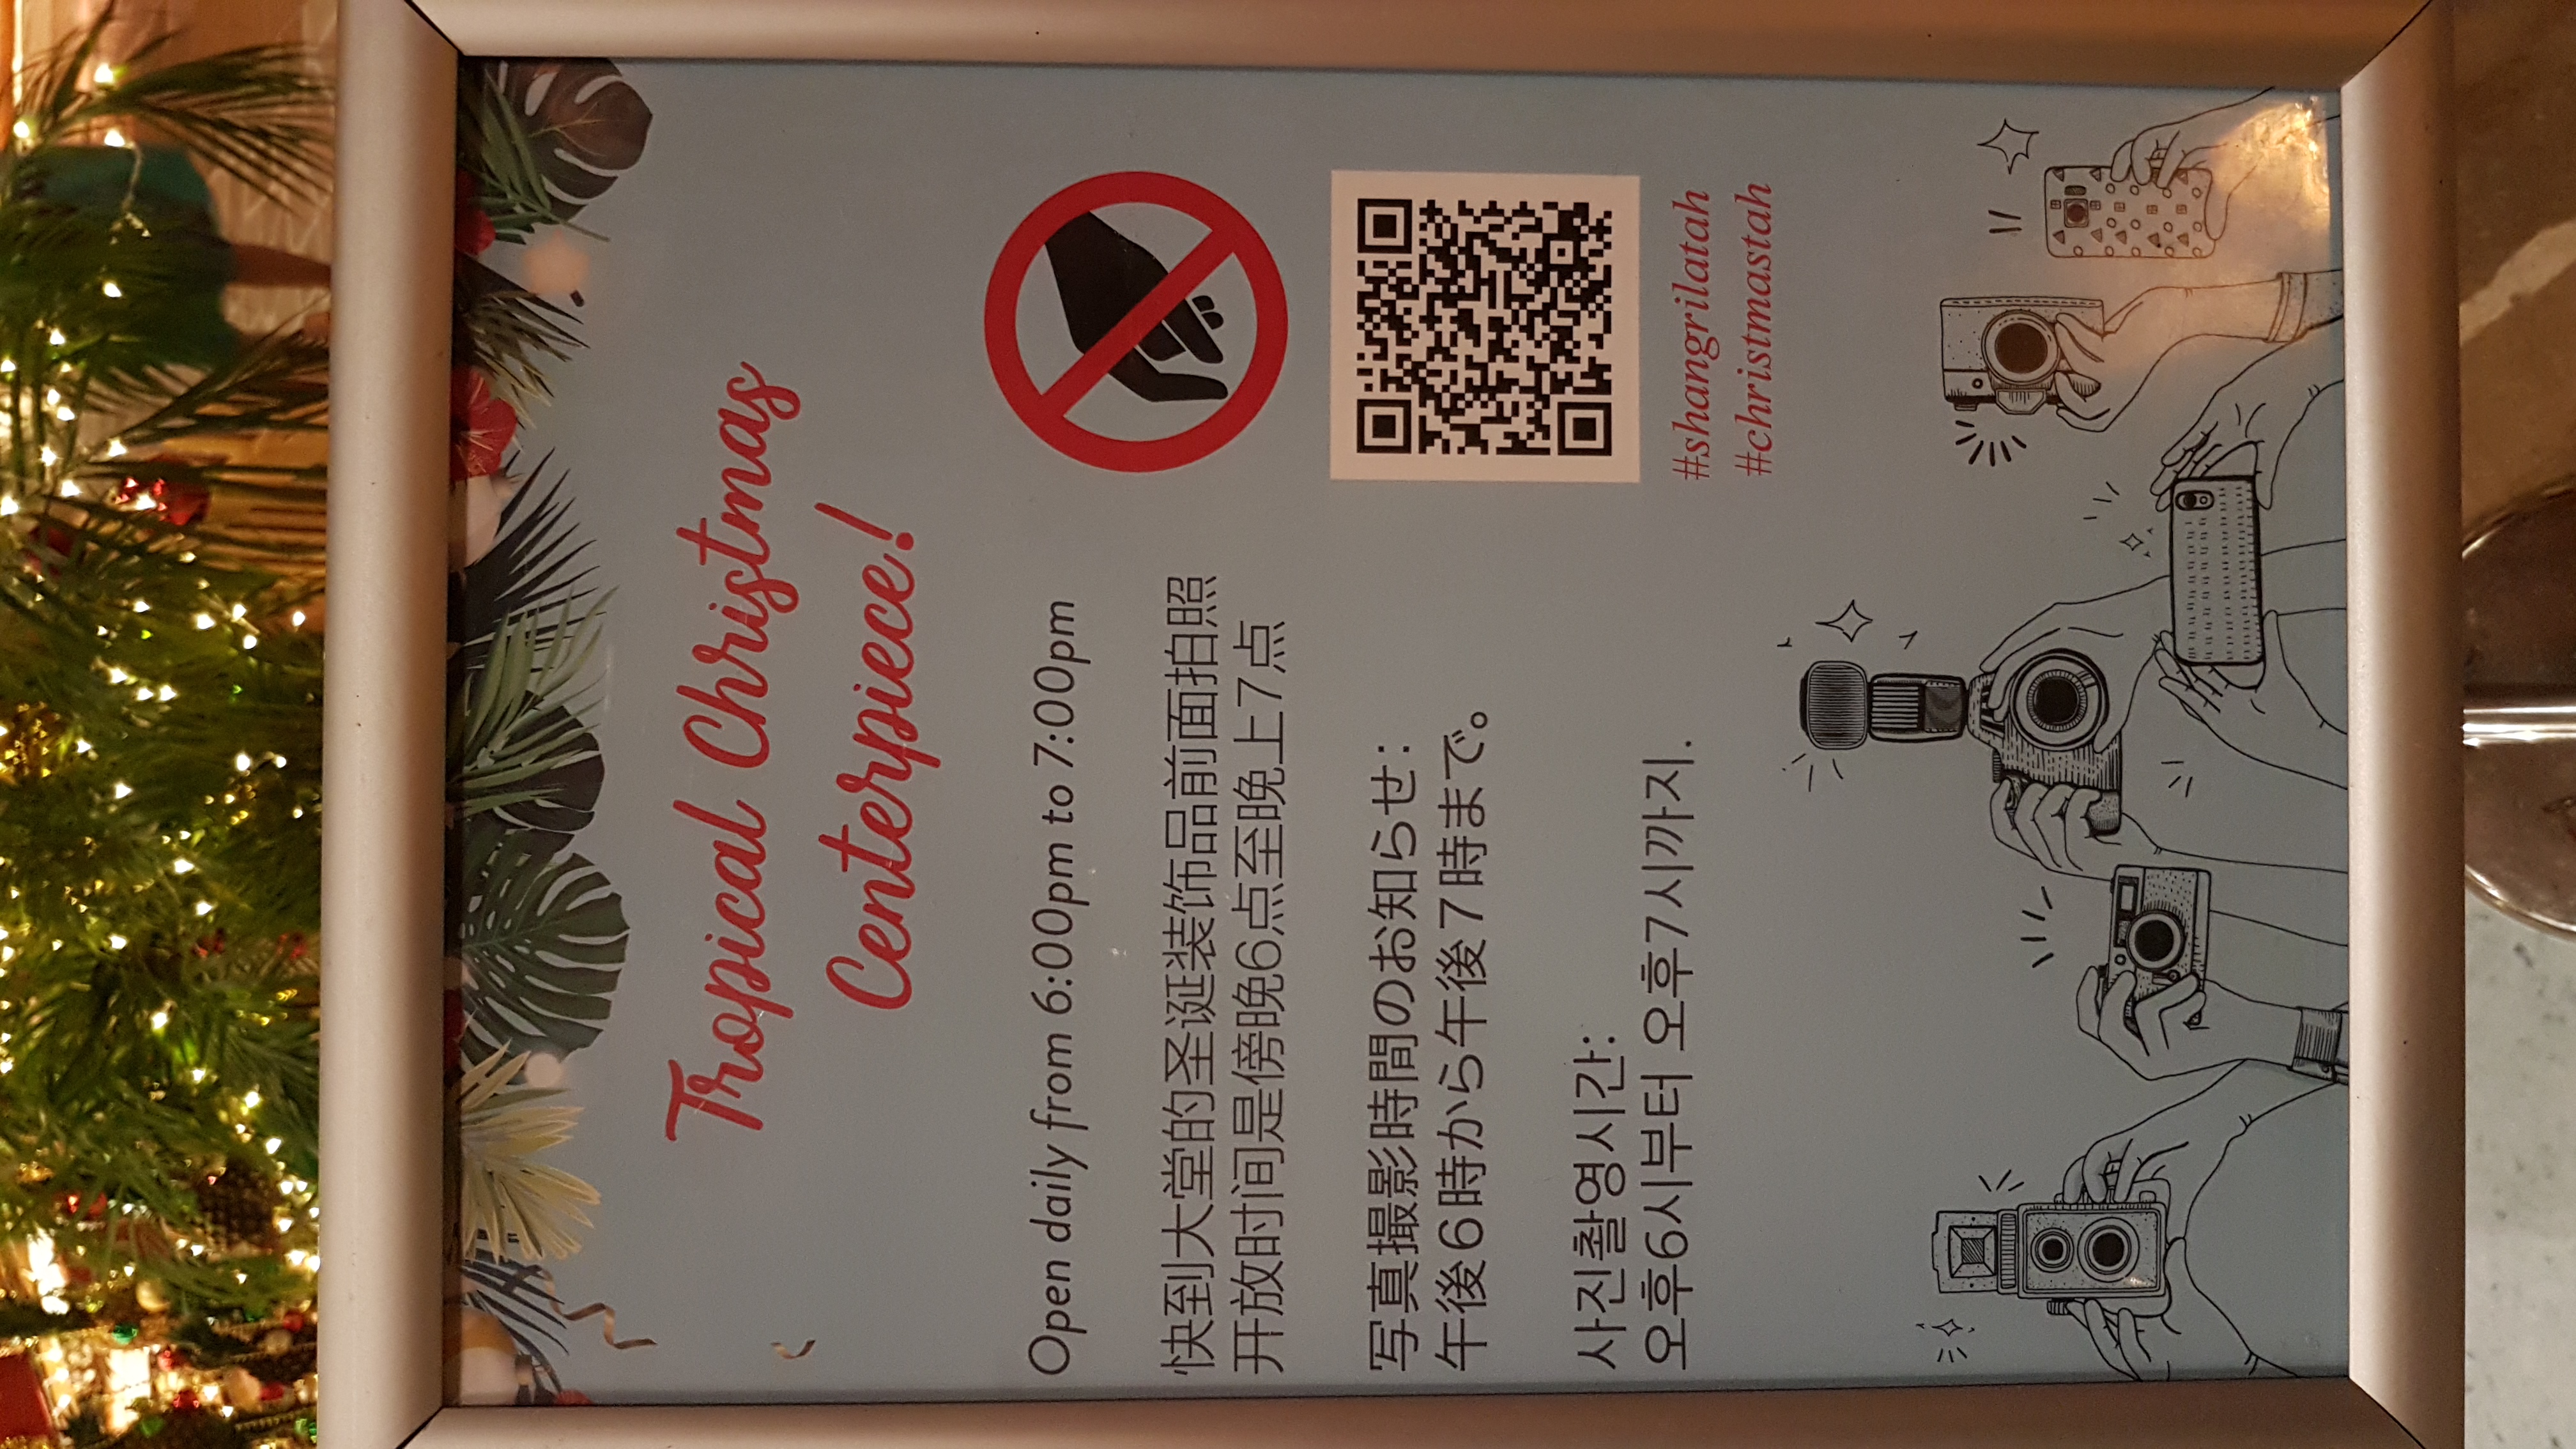 Tropical Christmas
Centerpiece!
Open daily from 6:00pm to 7:00pm
快到大堂的圣诞装饰品前面拍照
开放时间是傍晚6点至晚上7点
写真撮影時間のお知らせ:
午後6時から午後7時まで。
사진촬영시간:
오후6시부터 오후7시까지.
#shangrilatah
#christmastah